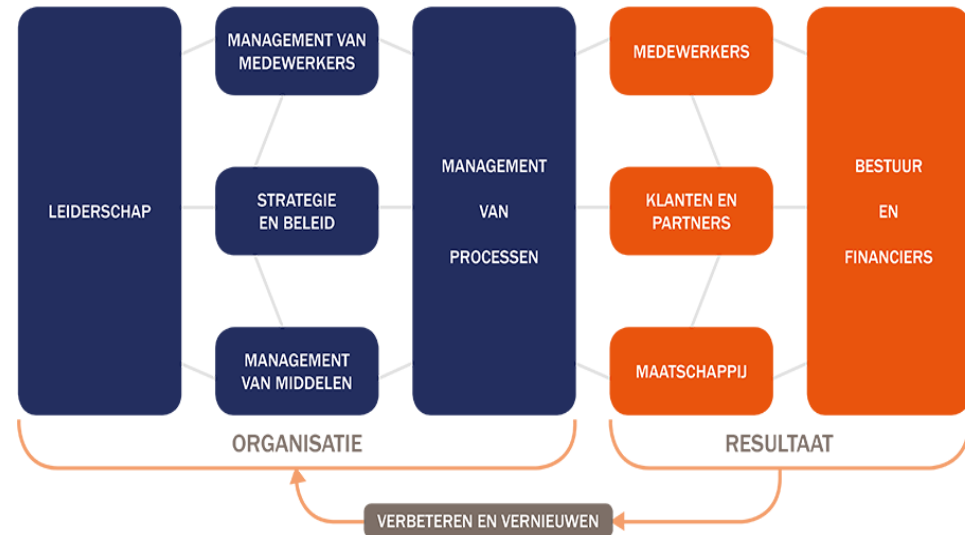 LEIDERSCHAP
MANAGEMENT VAN
MEDEWERKERS
STRATEGIE
EN BELEID
MANAGEMENT
VAN MIDDELEN
MANAGEMENT
VAN
PROCESSEN
MEDEWERKERS
KLANTEN EN
PARTNERS
MAATSCHAPPIJ
BESTUUR
EN
FINANCIERS
ORGANISATIE
RESULTAAT
VERBETEREN EN VERNIEUWEN